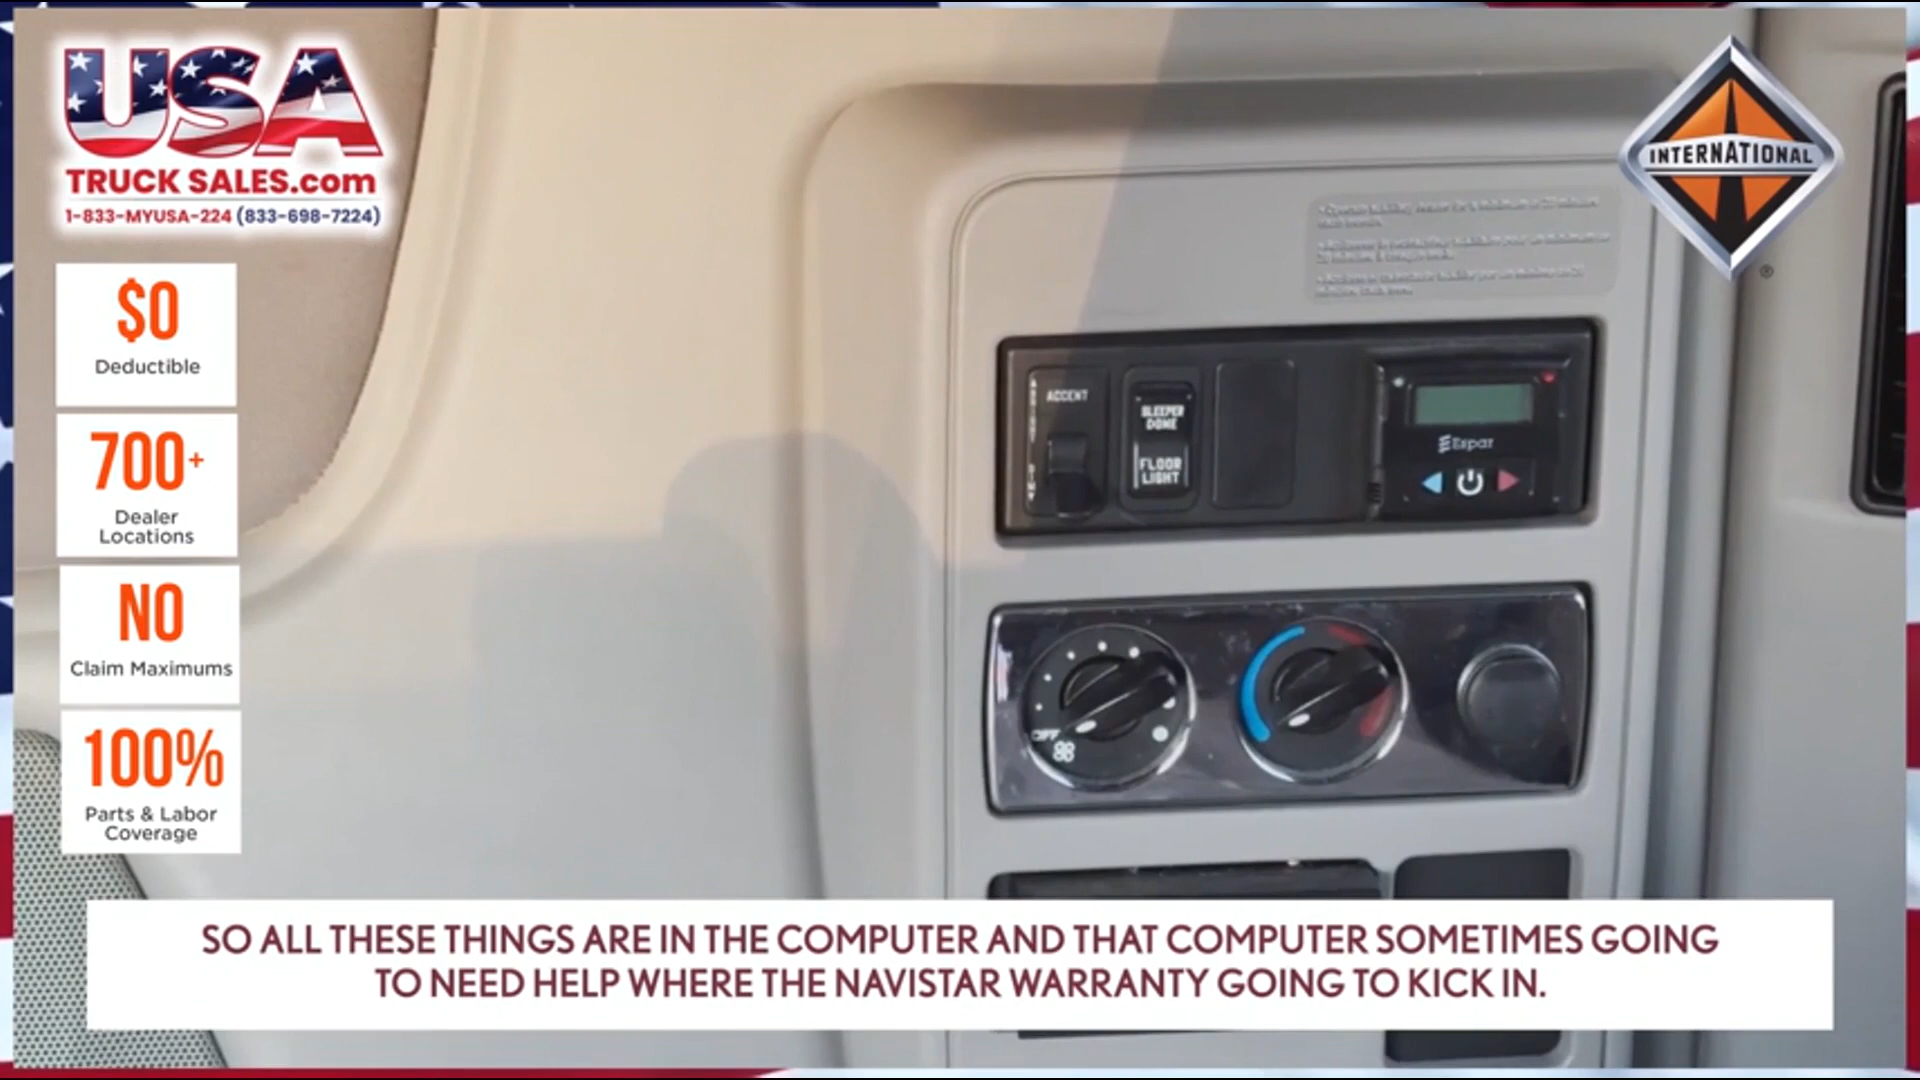 USA
TRUCK SALES.com
1-833-MYUSA-224 (833-698-7224)
INTERNATIONAL
®
$0
Deductible
700+
Dealer
Locations
NO
Claim Maximums
100%
Parts & Labor
Coverage
ACCENT
SLEEPER
DOME
FLOOR
LIGHT
Espar
OFF
SO ALL THESE THINGS ARE IN THE COMPUTER AND THAT COMPUTER SOMETIMES GOING
TO NEED HELP WHERE THE NAVISTAR WARRANTY GOING TO KICK IN.